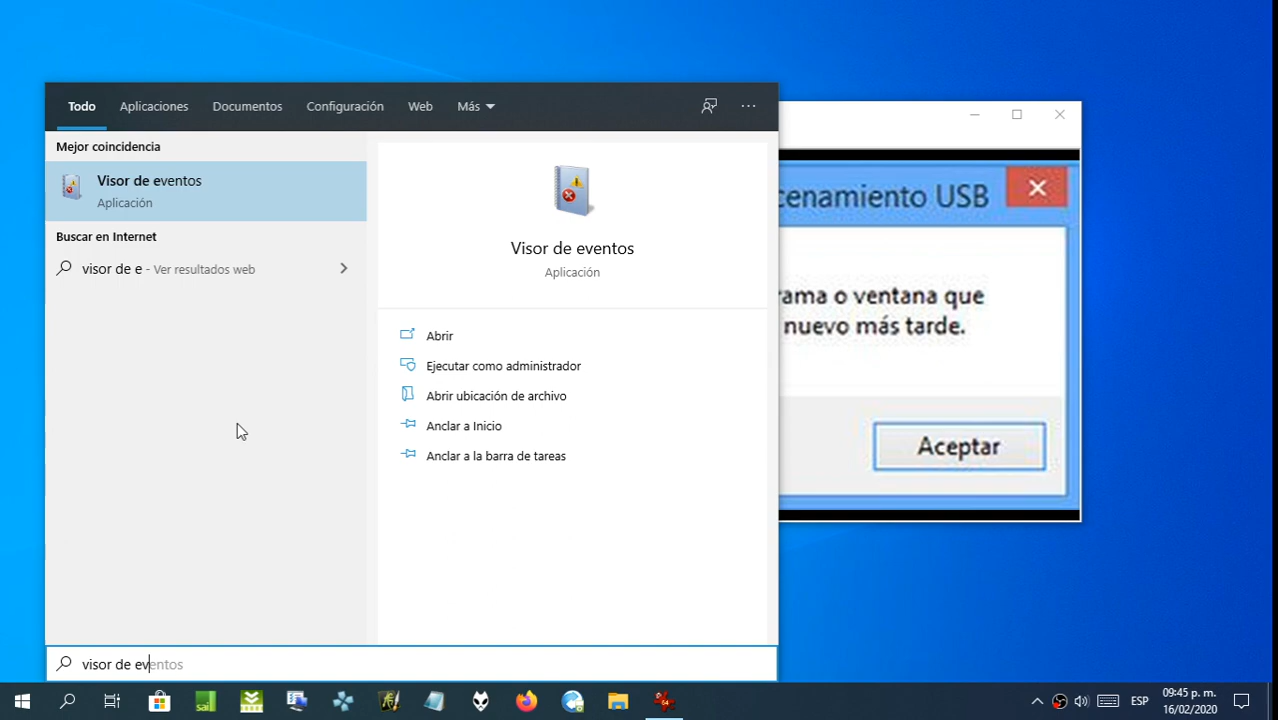 Todo Aplicaciones Documentos Configuración Web Más ...
Mejor coincidencia
Visor de eventos
Aplicación
Buscar en Internet
visor de e - Ver resultados web
Visor de eventos
Aplicación
Abrir
Ejecutar como administrador
Abrir ubicación de archivo
Anclar a Inicio
Anclar a la barra de tareas
cenamiento USB
rama o ventana que
nuevo más tarde.
Aceptar
visor de eventos
sai
64
ESP
09:45 p. m.
16/02/2020